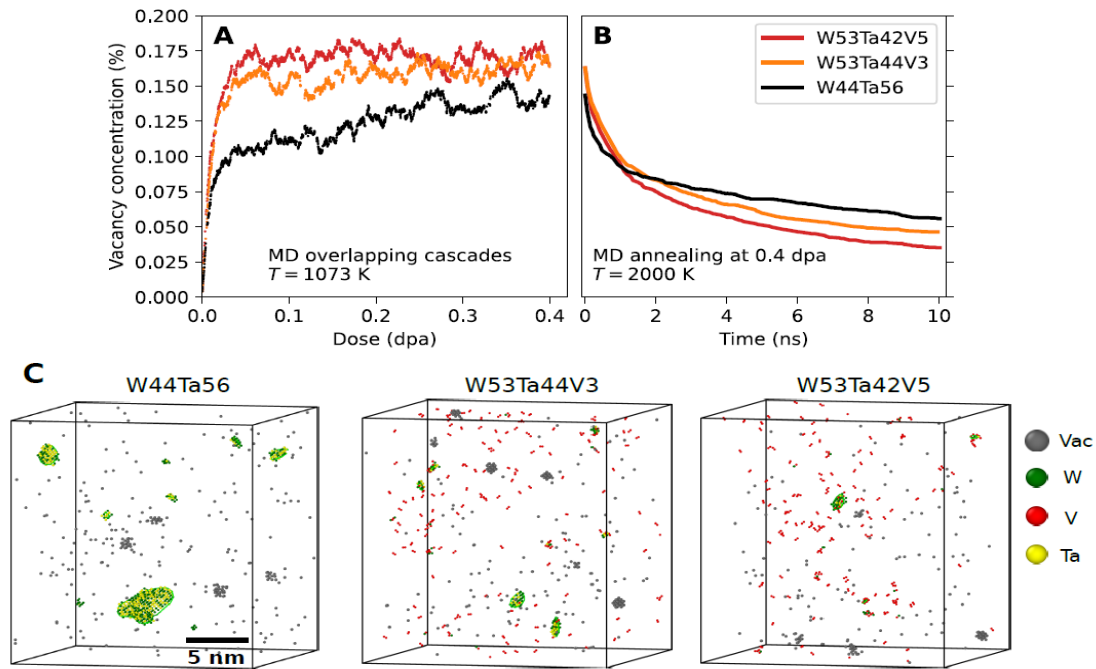 A
B
Vacancy concentration (%)
0.200
0.175
0.150
0.125
0.100
0.075
0.050
0.025
0.000
MD overlapping cascades
T = 1073 K
0.0 0.1 0.2 0.3 0.4
Dose (dpa)
W53Ta42V5
W53Ta44V3
W44Ta56
MD annealing at 0.4 dpa
T = 2000 K
0 2 4 6 8 10
Time (ns)
C
W44Ta56
W53Ta44V3
W53Ta42V5
5 nm
Vac
W
V
Ta